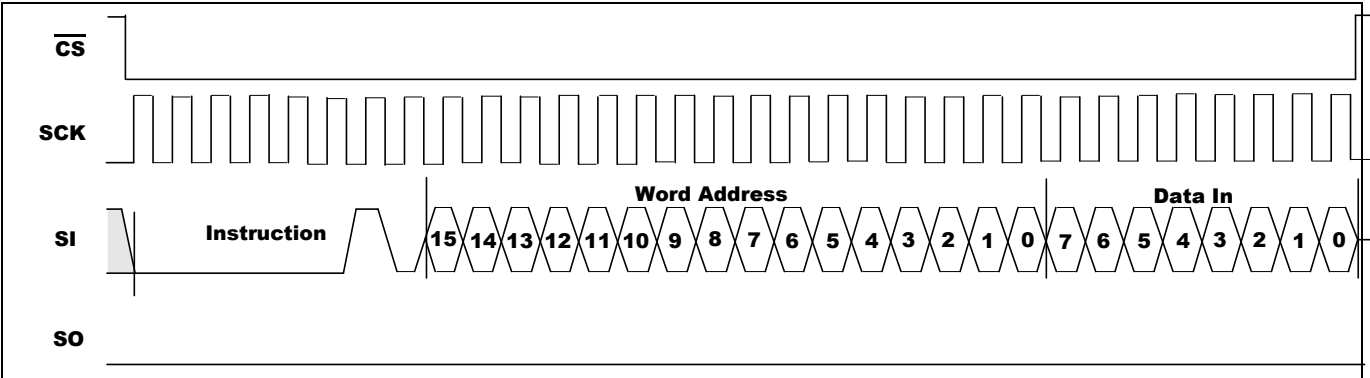 CS
SCK
Word Address
Data In
SI
Instruction
15 14 13 12 11 10 9 8 7 6 5 4 3 2 1 0 7 6 5 4 3 2 1 0
SO